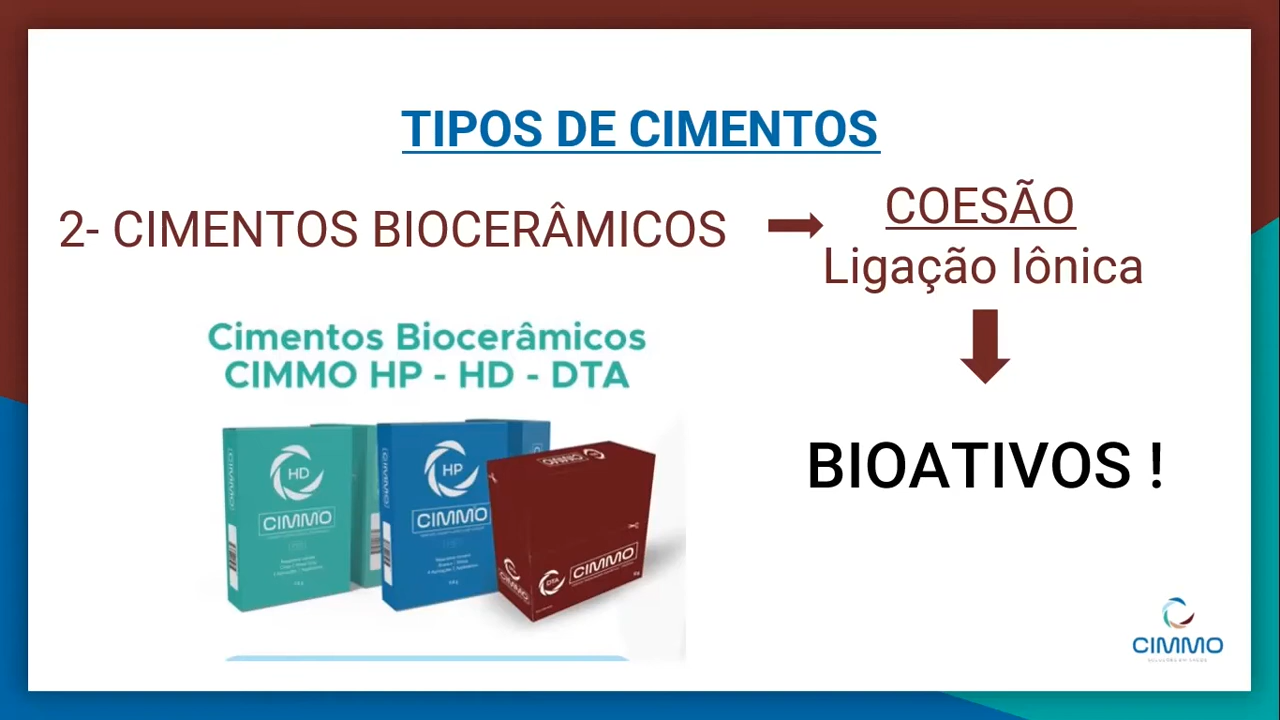 TIPOS DE CIMENTOS
2- CIMENTOS BIOCERÂMICOS
COESÃO
Ligação Iônica
BIOATIVOS !
Cimentos Biocerâmicos
CIMMO HP - HD - DTA
HD
CIMMO
HP
CIMMO
CIMMO
DTA
CIMMO
CIMMO